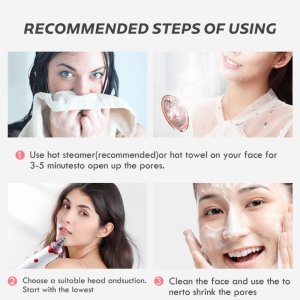 RECOMMENDED STEPS OF USING
1 Use hot steamer(recommended)or hot towel on your face for
3-5 minutesto open up the pores.
2 Choose a suitable head andsuction.
Start with the lowest
3 Clean the face and use the to
nerto shrink the pores